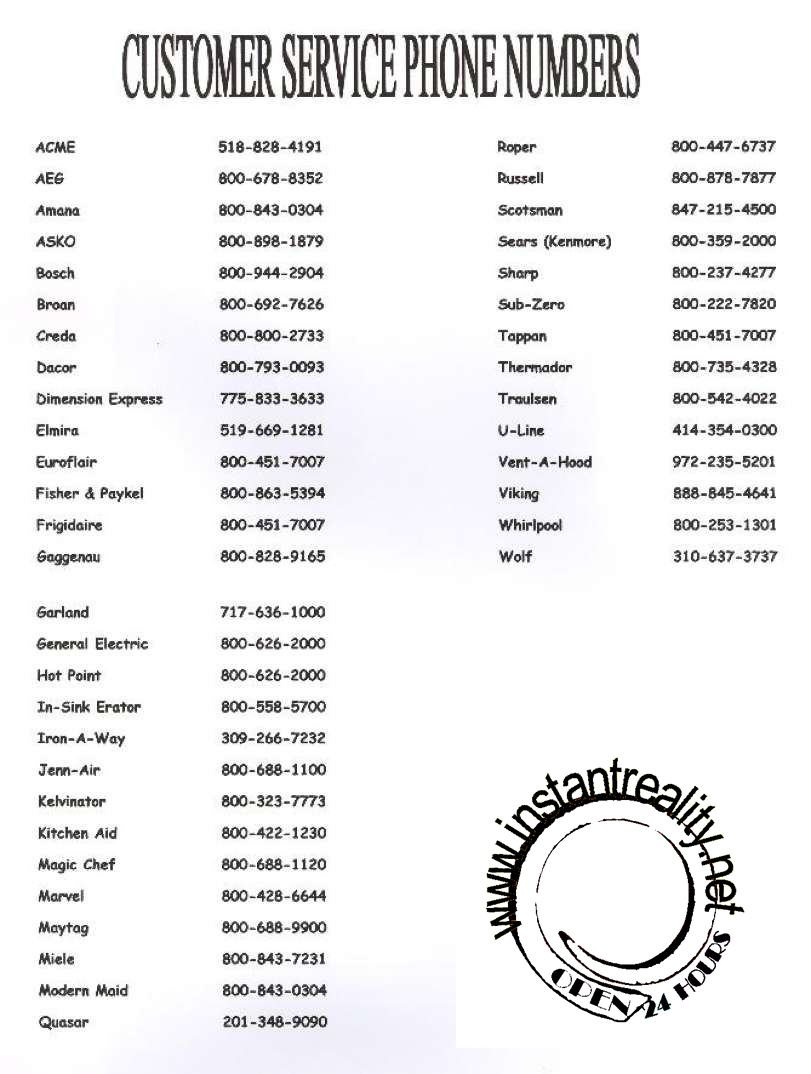 CUSTOMER SERVICE PHONE NUMBERS
ACME 518-828-4191
AEG 800-678-8352
Amana 800-843-0304
ASKO 800-898-1879
Bosch 800-944-2904
Broan 800-692-7626
Creda 800-800-2733
Dacor 800-793-0093
Dimension Express 775-833-3633
Elmira 519-669-1281
Euroflair 800-451-7007
Fisher & Paykel 800-863-5394
Frigidaire 800-451-7007
Gaggenau 800-828-9165
Garland 717-636-1000
General Electric 800-626-2000
Hot Point 800-626-2000
In-Sink Erator 800-558-5700
Iron-A-Way 309-266-7232
Jenn-Air 800-688-1100
Kelvinator 800-323-7773
Kitchen Aid 800-422-1230
Magic Chef 800-688-1120
Marvel 800-428-6644
Maytag 800-688-9900
Miele 800-843-7231
Modern Maid 800-843-0304
Quasar 201-348-9090
Roper 800-447-6737
Russell 800-878-7877
Scotsman 847-215-4500
Sears (Kenmore) 800-359-2000
Sharp 800-237-4277
Sub-Zero 800-222-7820
Tappan 800-451-7007
Thermador 800-735-4328
Traulsen 800-542-4022
U-Line 414-354-0300
Vent-A-Hood 972-235-5201
Viking 888-845-4641
Whirlpool 800-253-1301
Wolf 310-637-3737
www.instantreality.net
OPEN 24 HOURS